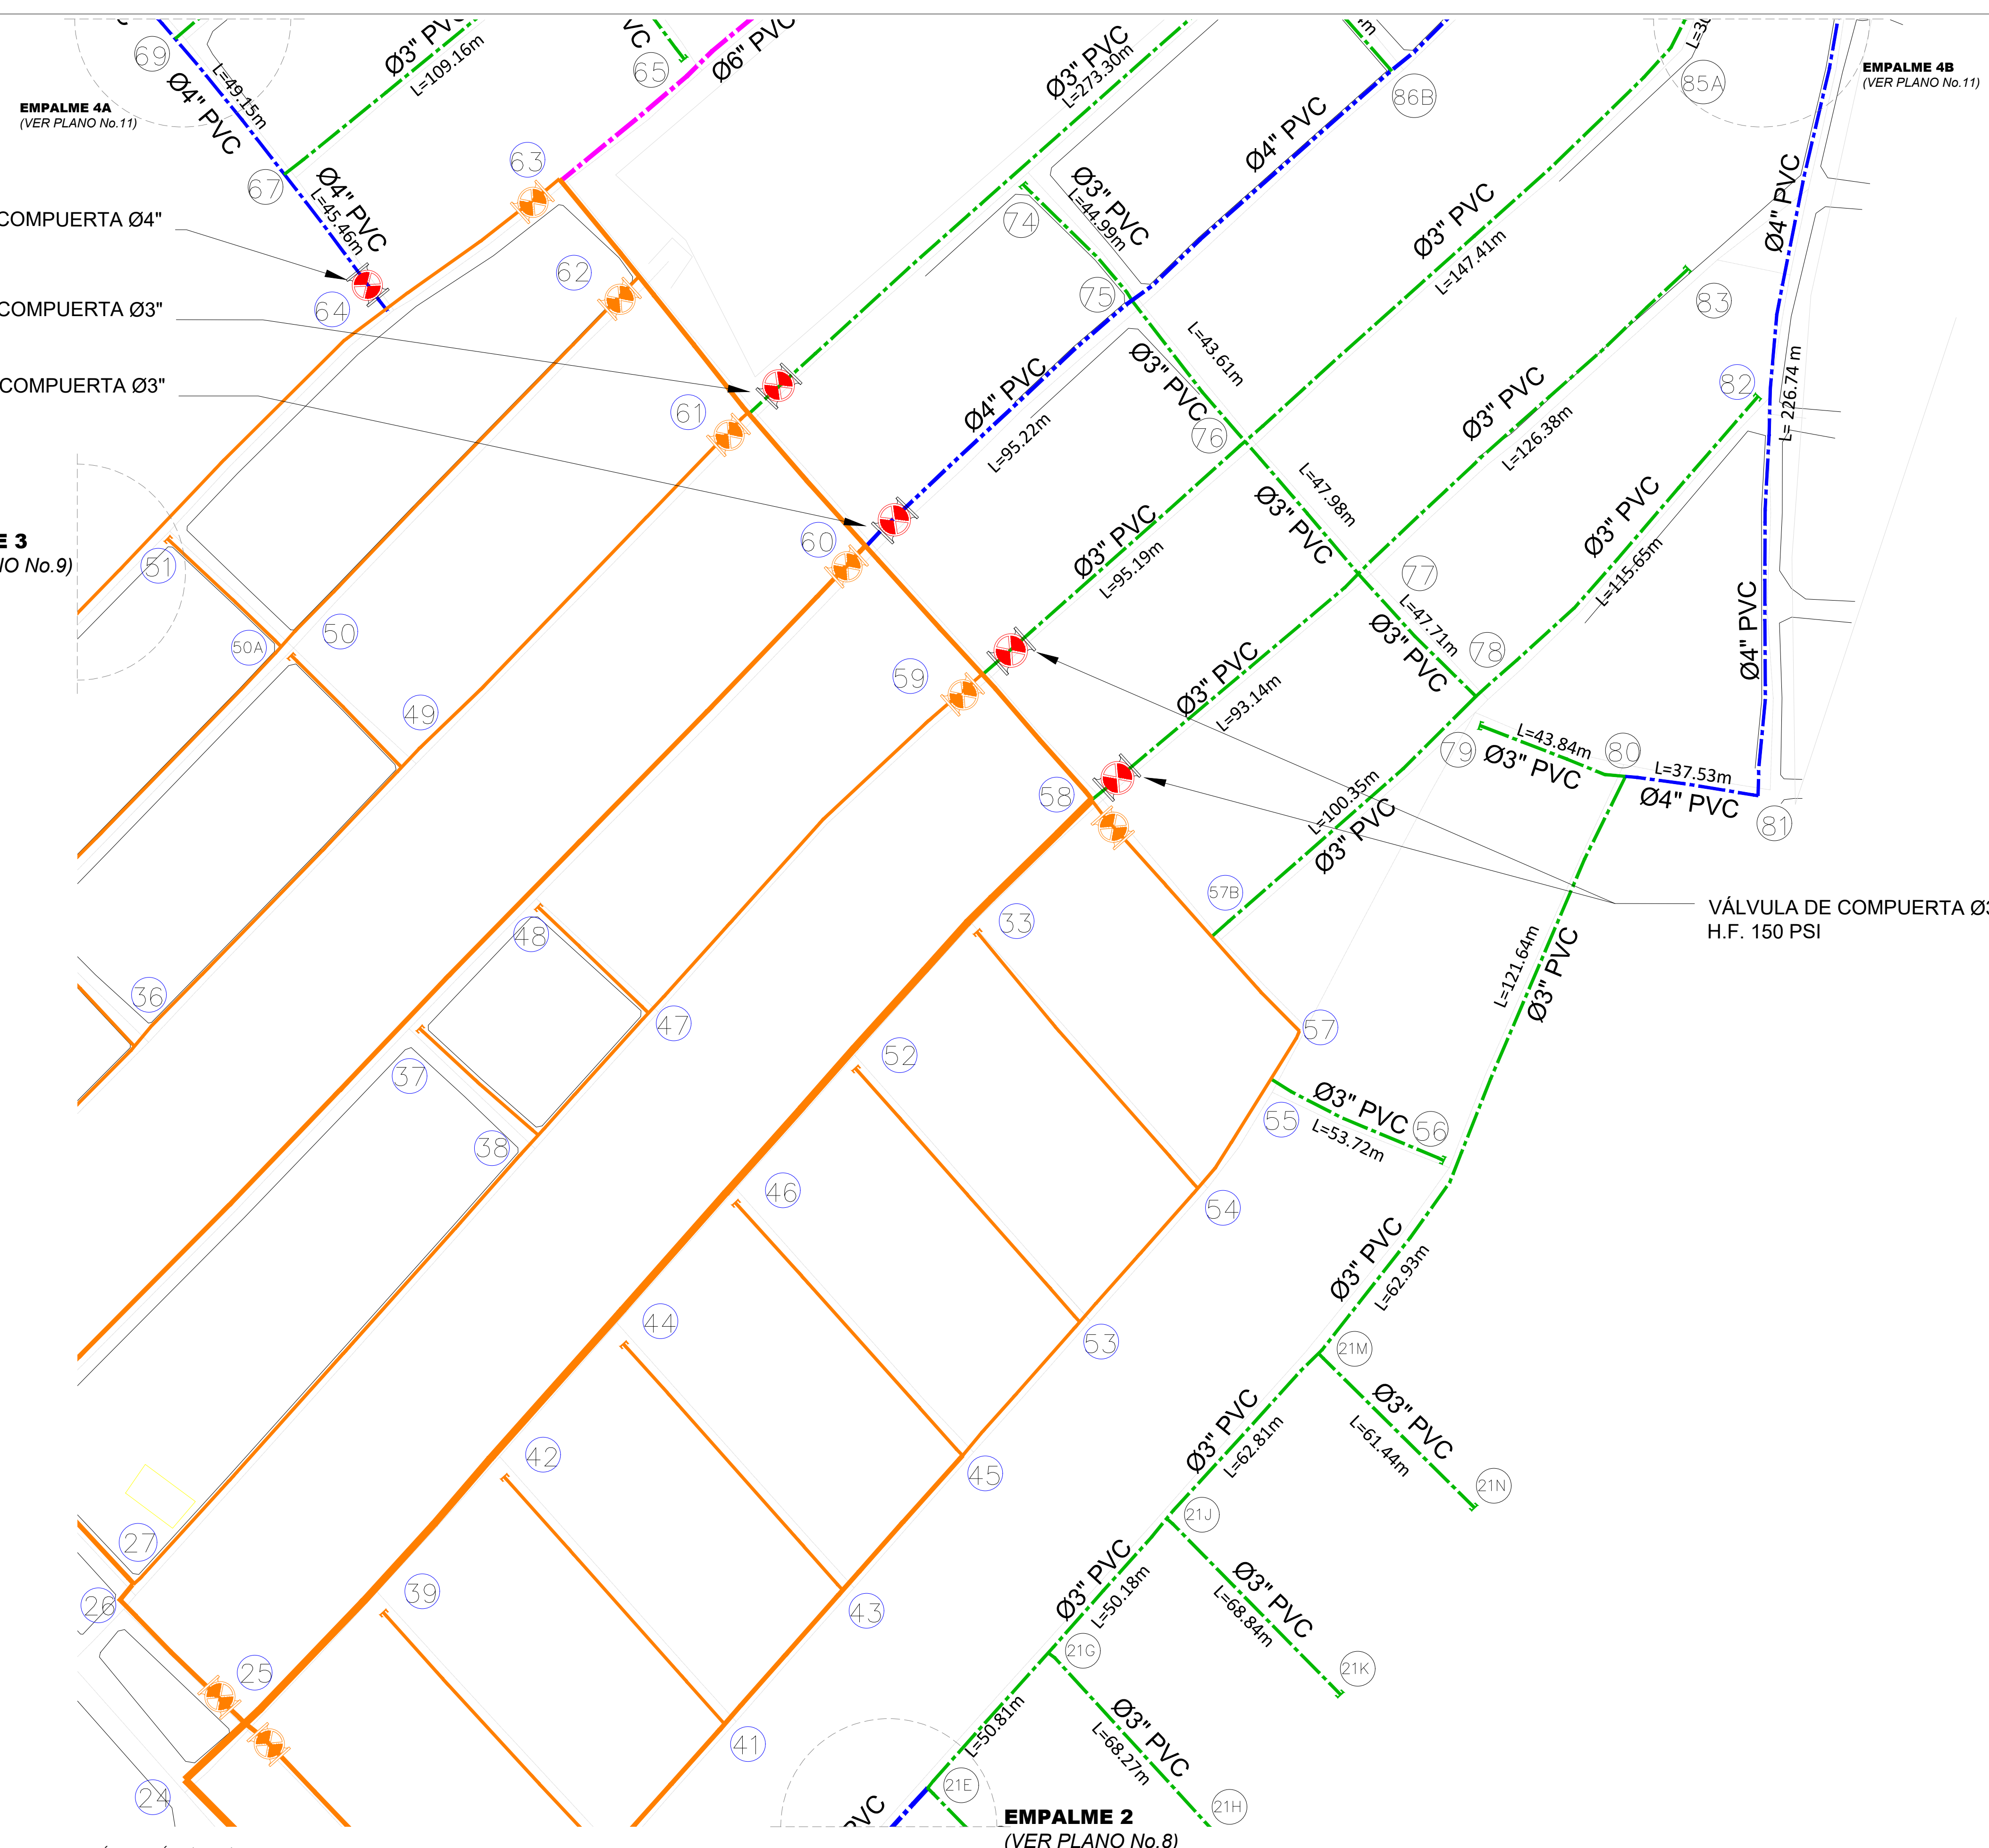 69
Ø3" PVC
L=109.16m
65
Ø6" PVC
EMPALME 4A
(VER PLANO No.11)
L=49.15m
Ø4" PVC
67
Ø4" PVC
L=45.46m
63
62
64
COMPUERTA Ø4"
COMPUERTA Ø3"
COMPUERTA Ø3"
Ø3" PVC
L=273.30m
86B
85A
EMPALME 4B
(VER PLANO No.11)
Ø4" PVC
Ø4" PVC
74
Ø3" PVC
L=44.99m
75
Ø3" PVC
L=147.41m
83
82
L= 226.74 m
L=43.61m
Ø3" PVC
76
Ø4" PVC
L=95.22m
61
60
Ø3" PVC
L=126.38m
L=47.98m
Ø3" PVC
77
Ø3" PVC
L=115.65m
Ø3" PVC
L=95.19m
E 3
NO No.9)
51
50A
50
49
59
L=47.71m
Ø3" PVC
78
Ø4" PVC
Ø3" PVC
L=93.14m
79
L=43.84m
Ø3" PVC
80
L=37.53m
Ø4" PVC
81
58
L=100.35m
Ø3" PVC
57B
VÁLVULA DE COMPUERTA Ø3
H.F. 150 PSI
33
48
36
47
37
52
57
L=121.64m
Ø3" PVC
38
Ø3" PVC
L=53.72m
55
56
46
54
44
53
Ø3" PVC
L=62.93m
21M
42
45
Ø3" PVC
L=62.81m
Ø3" PVC
L=61.44m
21N
27
21J
26
39
43
Ø3" PVC
L=50.18m
Ø3" PVC
L=68.84m
21K
25
21G
41
L=50.81m
Ø3" PVC
L=68.27m
24
21E
21H
PVC
EMPALME 2
(VER PLANO No.8)